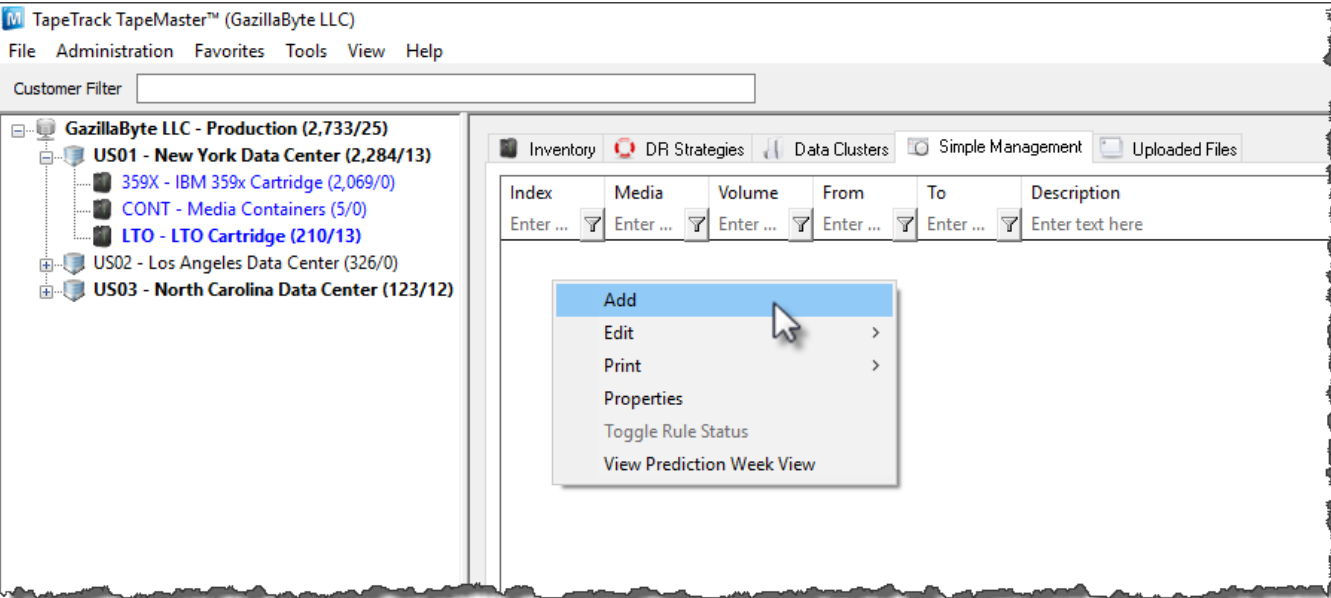 TapeTrack TapeMaster™ (GazillaByte LLC)
File Administration Favorites Tools View Help
Customer Filter
GazillaByte LLC - Production (2,733/25)
US01 - New York Data Center (2,284/13)
359X - IBM 359x Cartridge (2,069/0)
CONT - Media Containers (5/0)
LTO - LTO Cartridge (210/13)
US02 - Los Angeles Data Center (326/0)
US03 - North Carolina Data Center (123/12)
Inventory DR Strategies Data Clusters Simple Management Uploaded Files
Index Media Volume From To Description
Enter ... Enter ... Enter ... Enter ... Enter ... Enter text here
Add
Edit
Print
Properties
Toggle Rule Status
View Prediction Week View